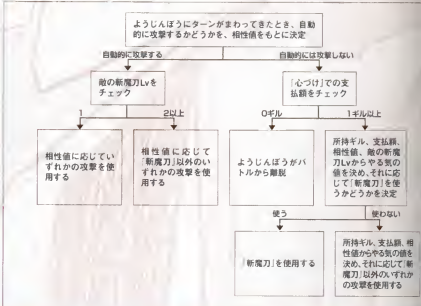 ようじんぼうにターンがまわってきたとき、自動
的に攻撃するかどうかを、相性値をもとに決定
自動的に攻撃する
自動的には攻撃しない
敵の斬魔刀Lvを
チェック
「心づけ」での支
払額をチェック
1
2以上
0ギル
1ギル以上
相性値に応じてい
ずれかの攻撃を使
用する
相性値に応じて
「斬魔刀」以外のい
ずれかの攻撃を使
用する
ようじんぼうがバ
トルから離脱
所持ギル、支払額、
相性値、敵の斬魔
刀Lvからやる気の
値を決め、それに応
じて「斬魔刀」を使
うかどうかを決定
使う
使わない
「斬魔刀」を使用する
所持ギル、支払額、相
性値からやる気の値を
決め、それに応じて「斬
魔刀」以外のいずれか
の攻撃を使用する